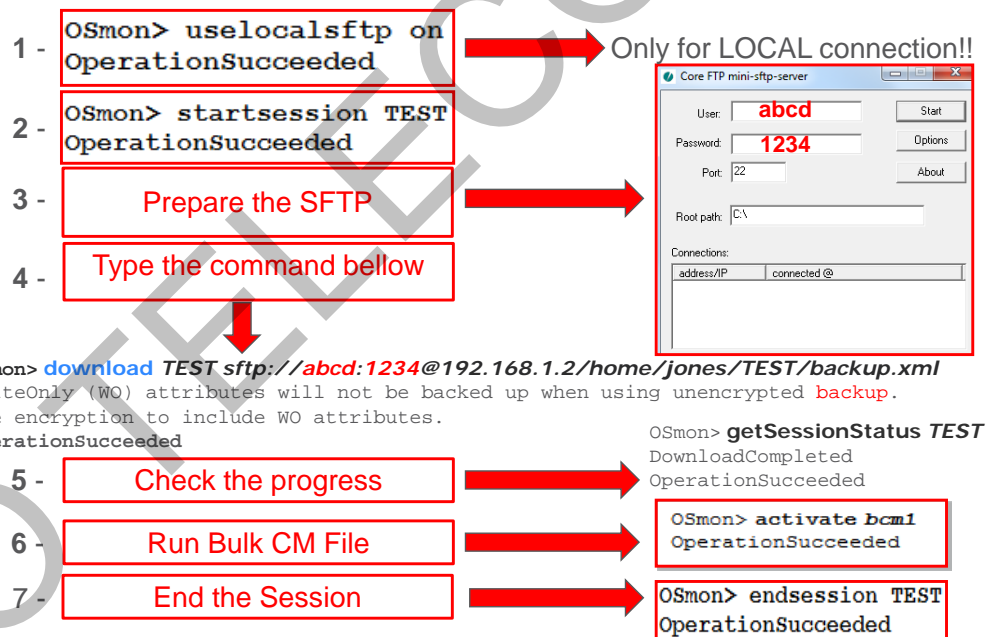 1 -
OSmon> uselocalsftp on
OperationSucceeded
Only for LOCAL connection!!
2 -
OSmon> startsession TEST
OperationSucceeded
Core FTP mini-sftp-server
User: abcd Start
Password: 1234 Options
Port: 22 About
Root path: C:\
Connections:
address/IP connected @
3 -
Prepare the SFTP
4 -
Type the command bellow
mon> download TEST sftp://abcd:1234@192.168.1.2/home/jones/TEST/backup.xml
teOnly (WO) attributes will not be backed up when using unencrypted backup.
e encryption to include WO attributes.
erationSucceeded
5 -
Check the progress
OSmon> getSessionStatus TEST
DownloadCompleted
OperationSucceeded
6 -
Run Bulk CM File
OSmon> activate bcm1
OperationSucceeded
7 -
End the Session
OSmon> endsession TEST
OperationSucceeded
TELECO